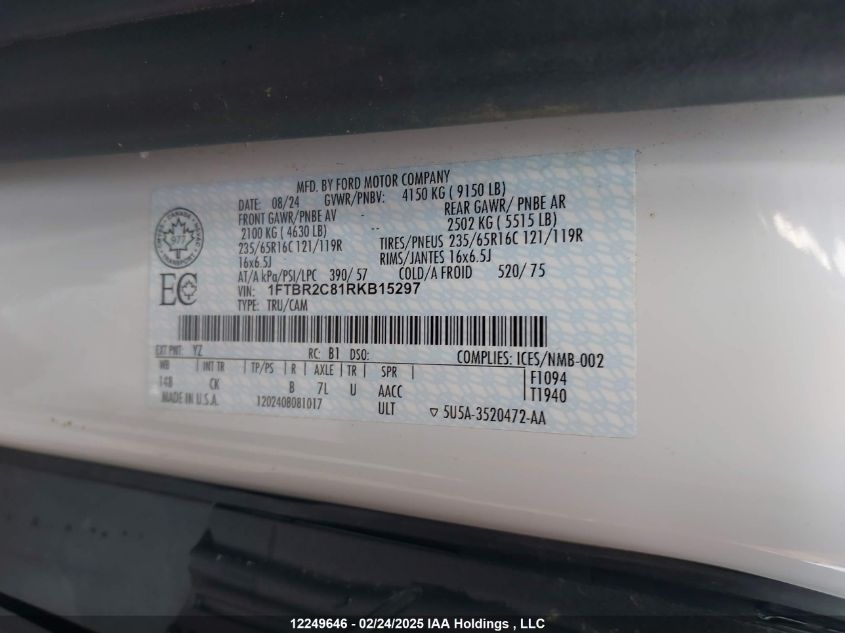 MFD. BY FORD MOTOR COMPANY
DATE: 08/24 GVWR/PNBV: 4150 KG ( 9150 LB)
FRONT GAWR/PNBE AV -- REAR GAWR/ PNBE AR
2100 KG ( 4630 LB) 2502 KG ( 5515 LB)
235/65R16C 121/119R TIRES/PNEUS 235/65R16C 121/119R
16x6.5J RIMS/JANTES 16x6.5J
AT/A kPa/PSI/LPC 390/ 57 COLD/A FROID 520/ 75
VIN: 1FTBR2C81RKB15297
TYPE: TRU/CAM
CANADA
977
TRANSPORT
EC
EXT PNT: YZ RC: B1 DSO: COMPLIES: ICES/NMB-002
WB INT TR TP/PS R AXLE TR SPR F1094
148 CK B 7L U AACC T1940
MADE IN U.S.A. 1202408081017 ULT ▽ 5U5A-3520472-AA
12249646 - 02/24/2025 IAA Holdings , LLC